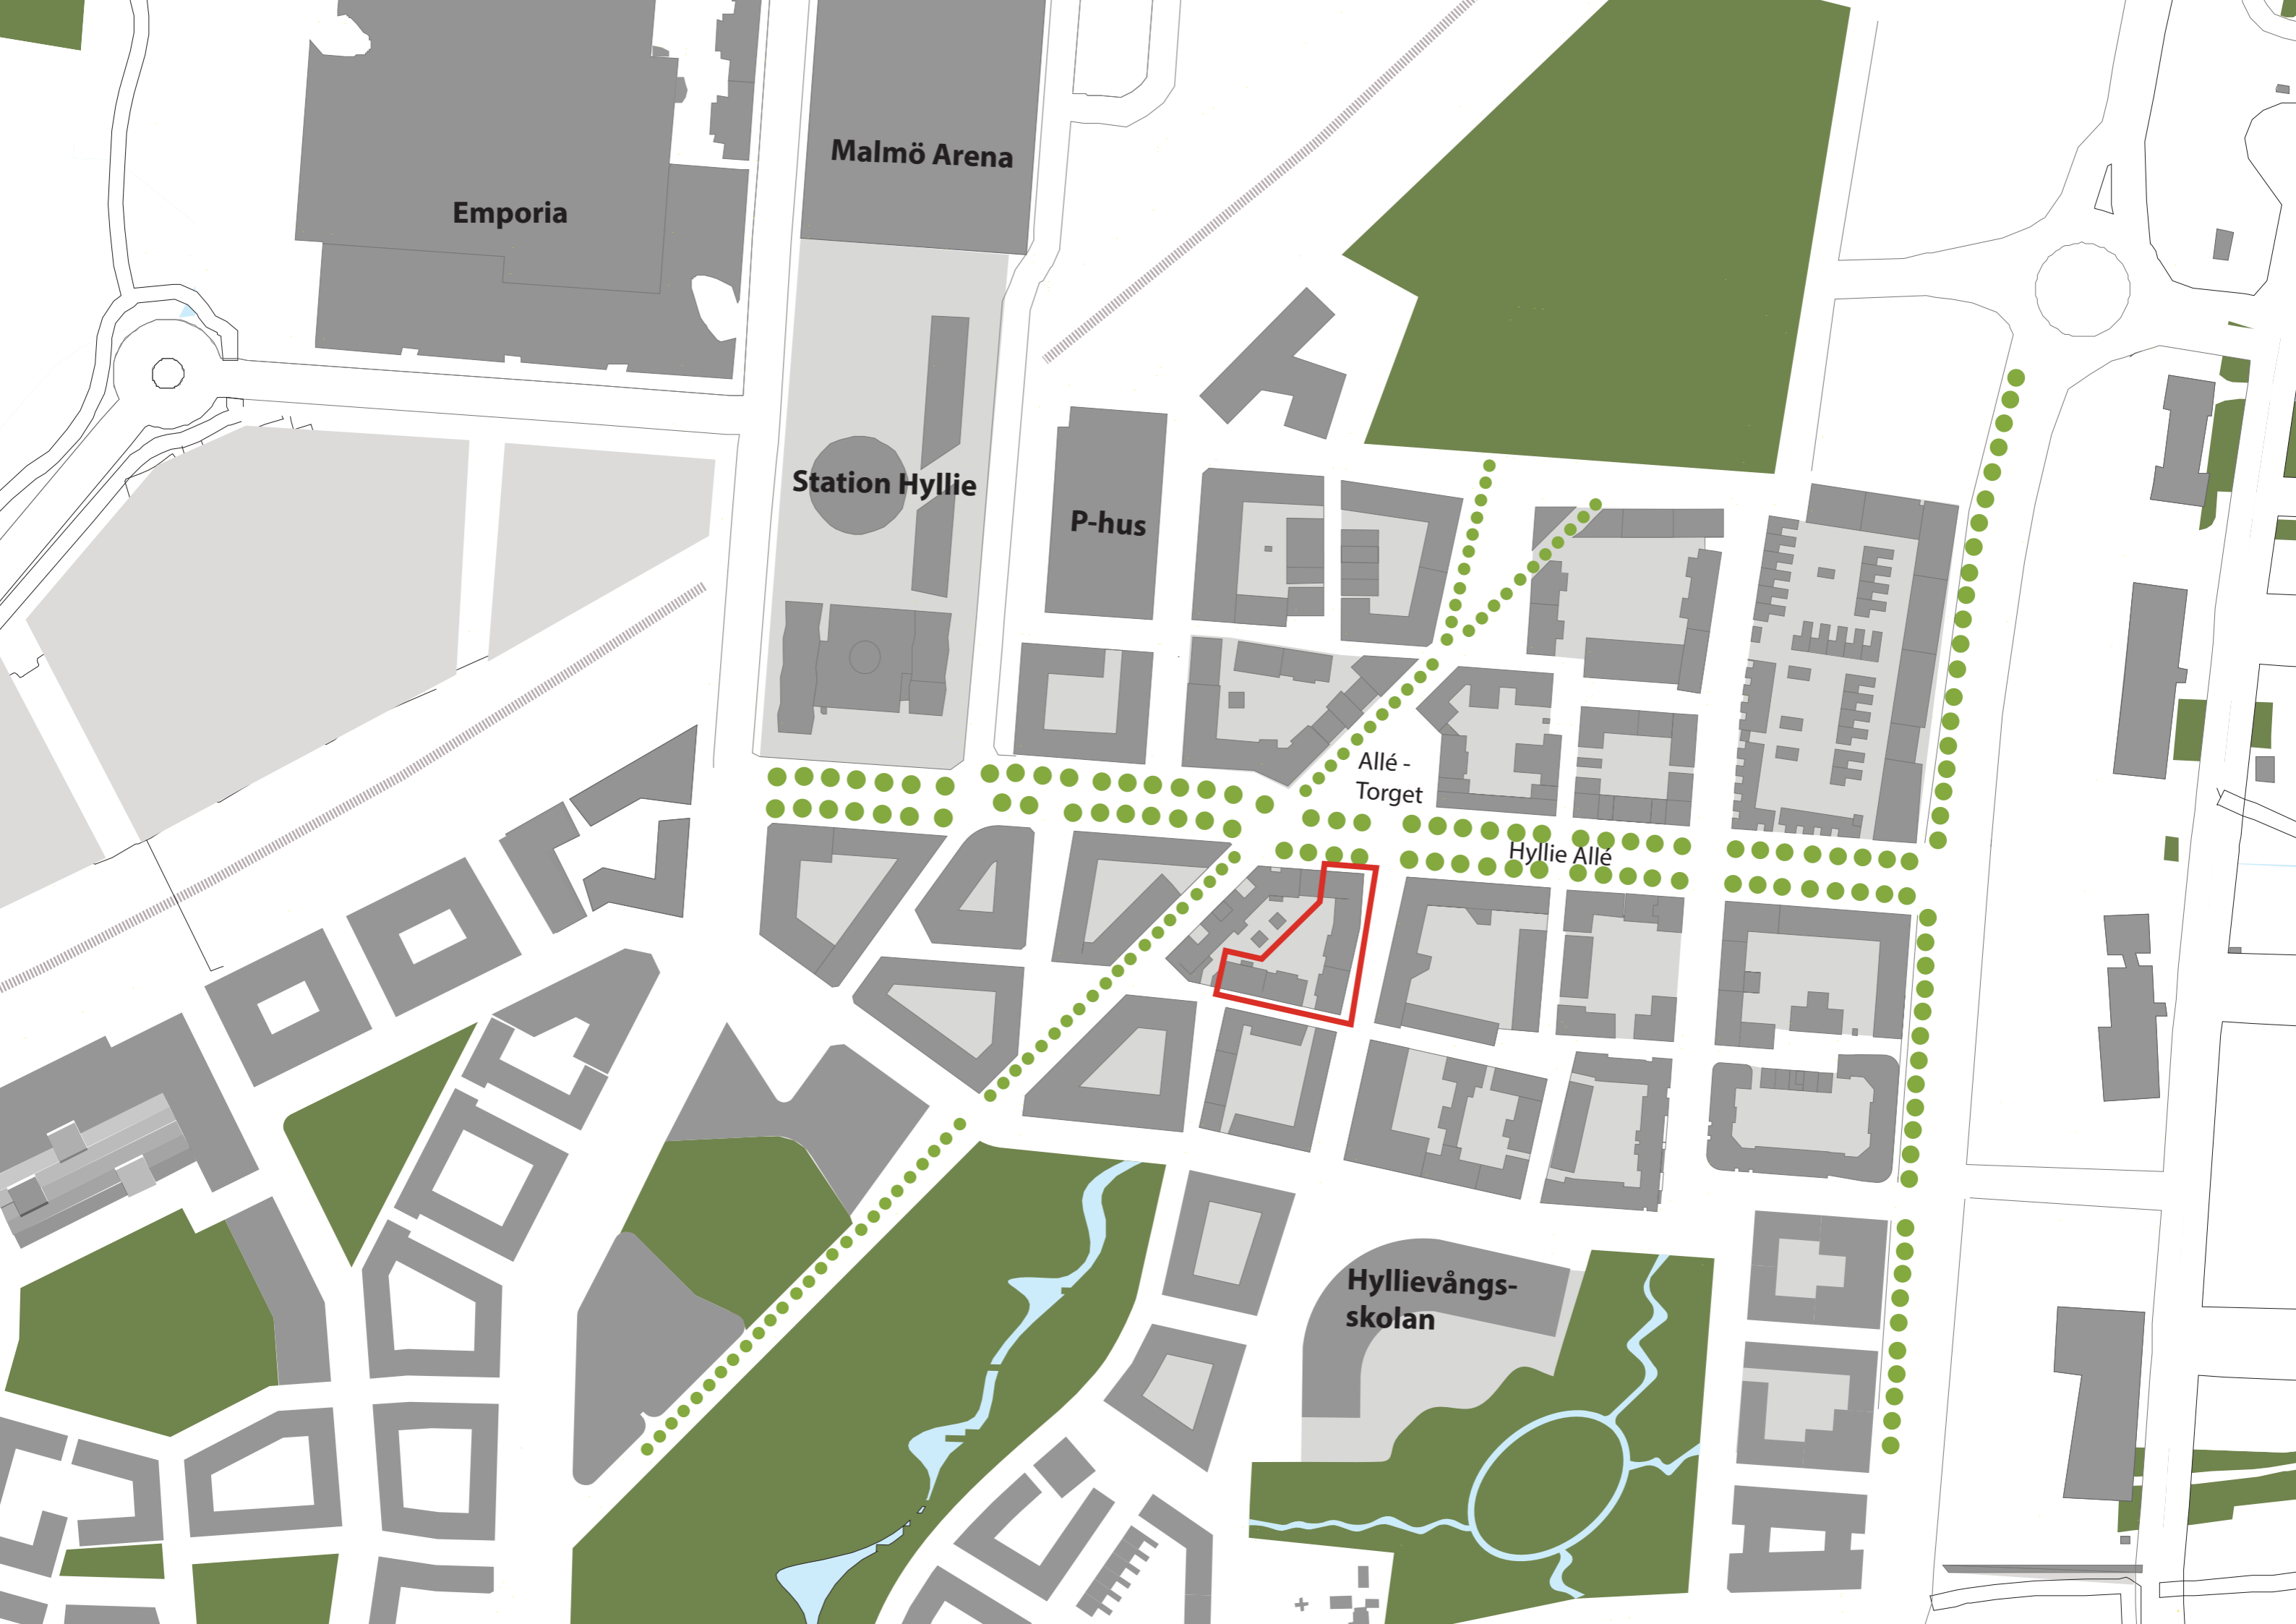 Malmö Arena
Emporia
Station Hyllie
P-hus
Allé -
Torget
Hyllie Allé
Hyllievångs-
skolan